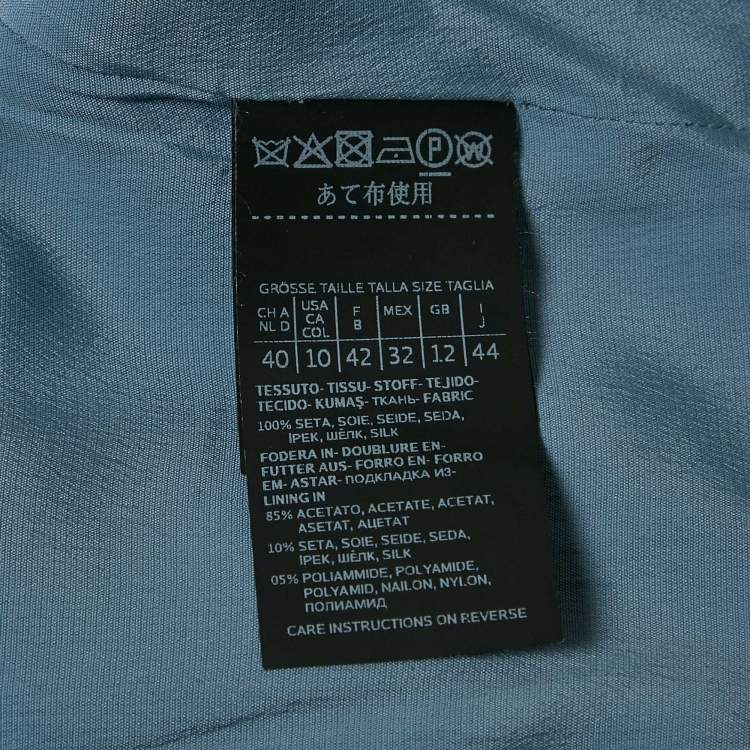 P
W
あて布使用
GRÖSSE TAILLE TALLA SIZE TAGLIA
CH A NL D
USA CA COL
F B
MEX
GB
I J
40 10 42 32 12 44
TESSUTO- TISSU- STOFF- TEJIDO-
TECIDO- KUMAŞ- ТКАНЬ- FABRIC
100% SETA, SOIE, SEIDE, SEDA,
İPEK, ШЁЛК, SILK
FODERA IN- DOUBLURE EN-
FUTTER AUS- FORRO EN- FORRO
EM- ASTAR- ПОДКЛАДКА ИЗ-
LINING IN
85% ACETATO, ACETATE, ACETAT,
ASETAT, АЦЕТАТ
10% SETA, SOIE, SEIDE, SEDA,
İPEK, ШЁЛК, SILK
05% POLIAMMIDE, POLYAMIDE,
POLYAMID, NAILON, NYLON,
ПОЛИАМИД
CARE INSTRUCTIONS ON REVERSE